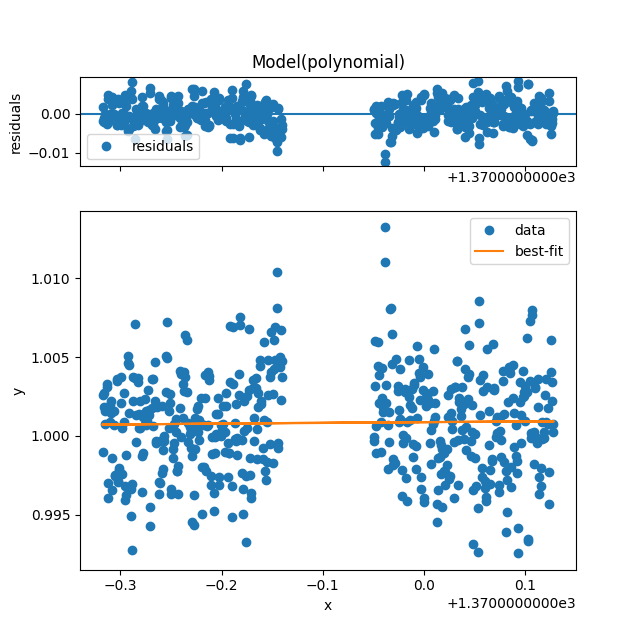 Model(polynomial)
residuals
0.00
−0.01
residuals
+1.3700000000e3
y
1.010
1.005
1.000
0.995
data
best-fit
−0.3
−0.2
−0.1
0.0
0.1
x
+1.3700000000e3